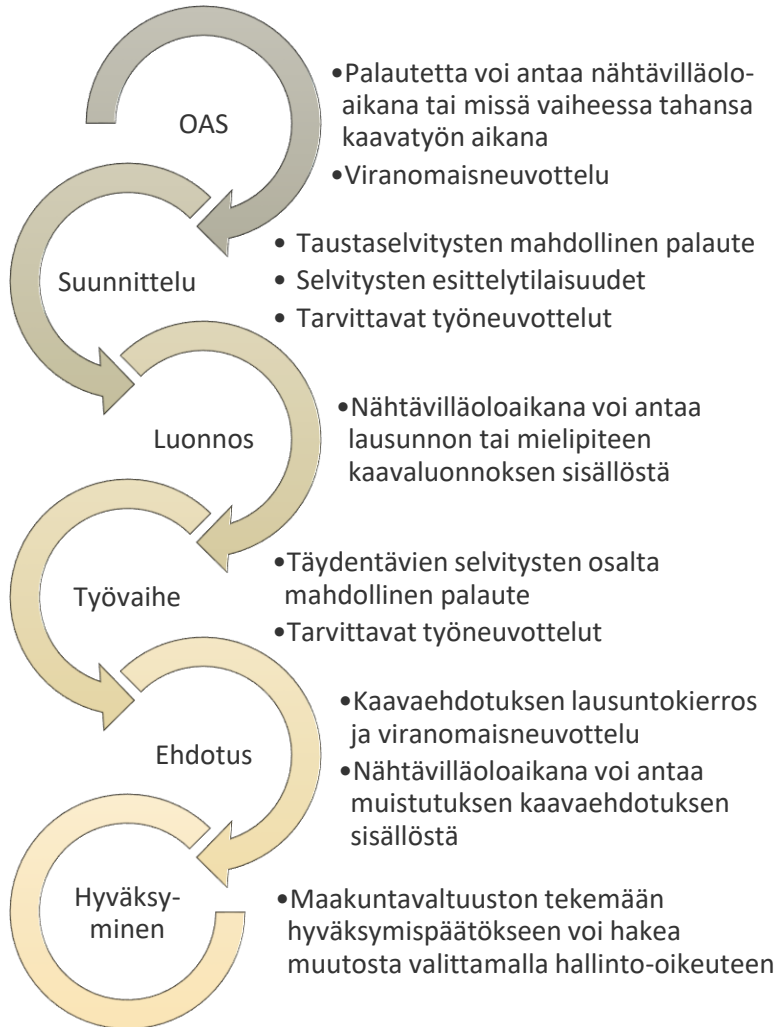 OAS
•Palautetta voi antaa nähtävilläolo-
aikana tai missä vaiheessa tahansa
kaavatyön aikana
•Viranomaisneuvottelu
Suunnittelu
• Taustaselvitysten mahdollinen palaute
• Selvitysten esittelytilaisuudet
• Tarvittavat työneuvottelut
Luonnos
•Nähtävilläoloaikana voi antaa
lausunnon tai mielipiteen
kaavaluonnoksen sisällöstä
Työvaihe
•Täydentävien selvitysten osalta
mahdollinen palaute
•Tarvittavat työneuvottelut
Ehdotus
•Kaavaehdotuksen lausuntokierros
ja viranomaisneuvottelu
•Nähtävilläoloaikana voi antaa
muistutuksen kaavaehdotuksen
sisällöstä
Hyväksy-
minen
•Maakuntavaltuuston tekemään
hyväksymispäätökseen voi hakea
muutosta valittamalla hallinto-oikeuteen